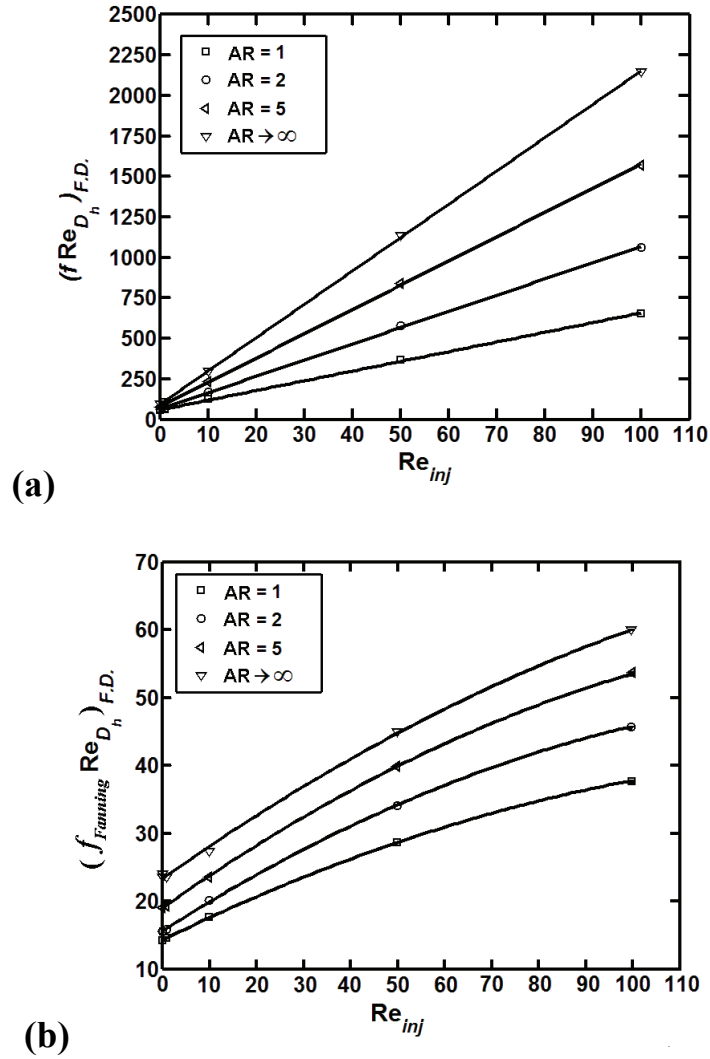 2500
2250
2000
1750
1500
1250
1000
750
500
250
0
(f Re_{D_h})_{F.D.}
AR = 1
AR = 2
AR = 5
AR → ∞
0 10 20 30 40 50 60 70 80 90 100 110
Re_{inj}
(a)
70
60
50
40
30
20
10
(f_{Fanning} Re_{D_h})_{F.D.}
AR = 1
AR = 2
AR = 5
AR → ∞
0 10 20 30 40 50 60 70 80 90 100 110
Re_{inj}
(b)